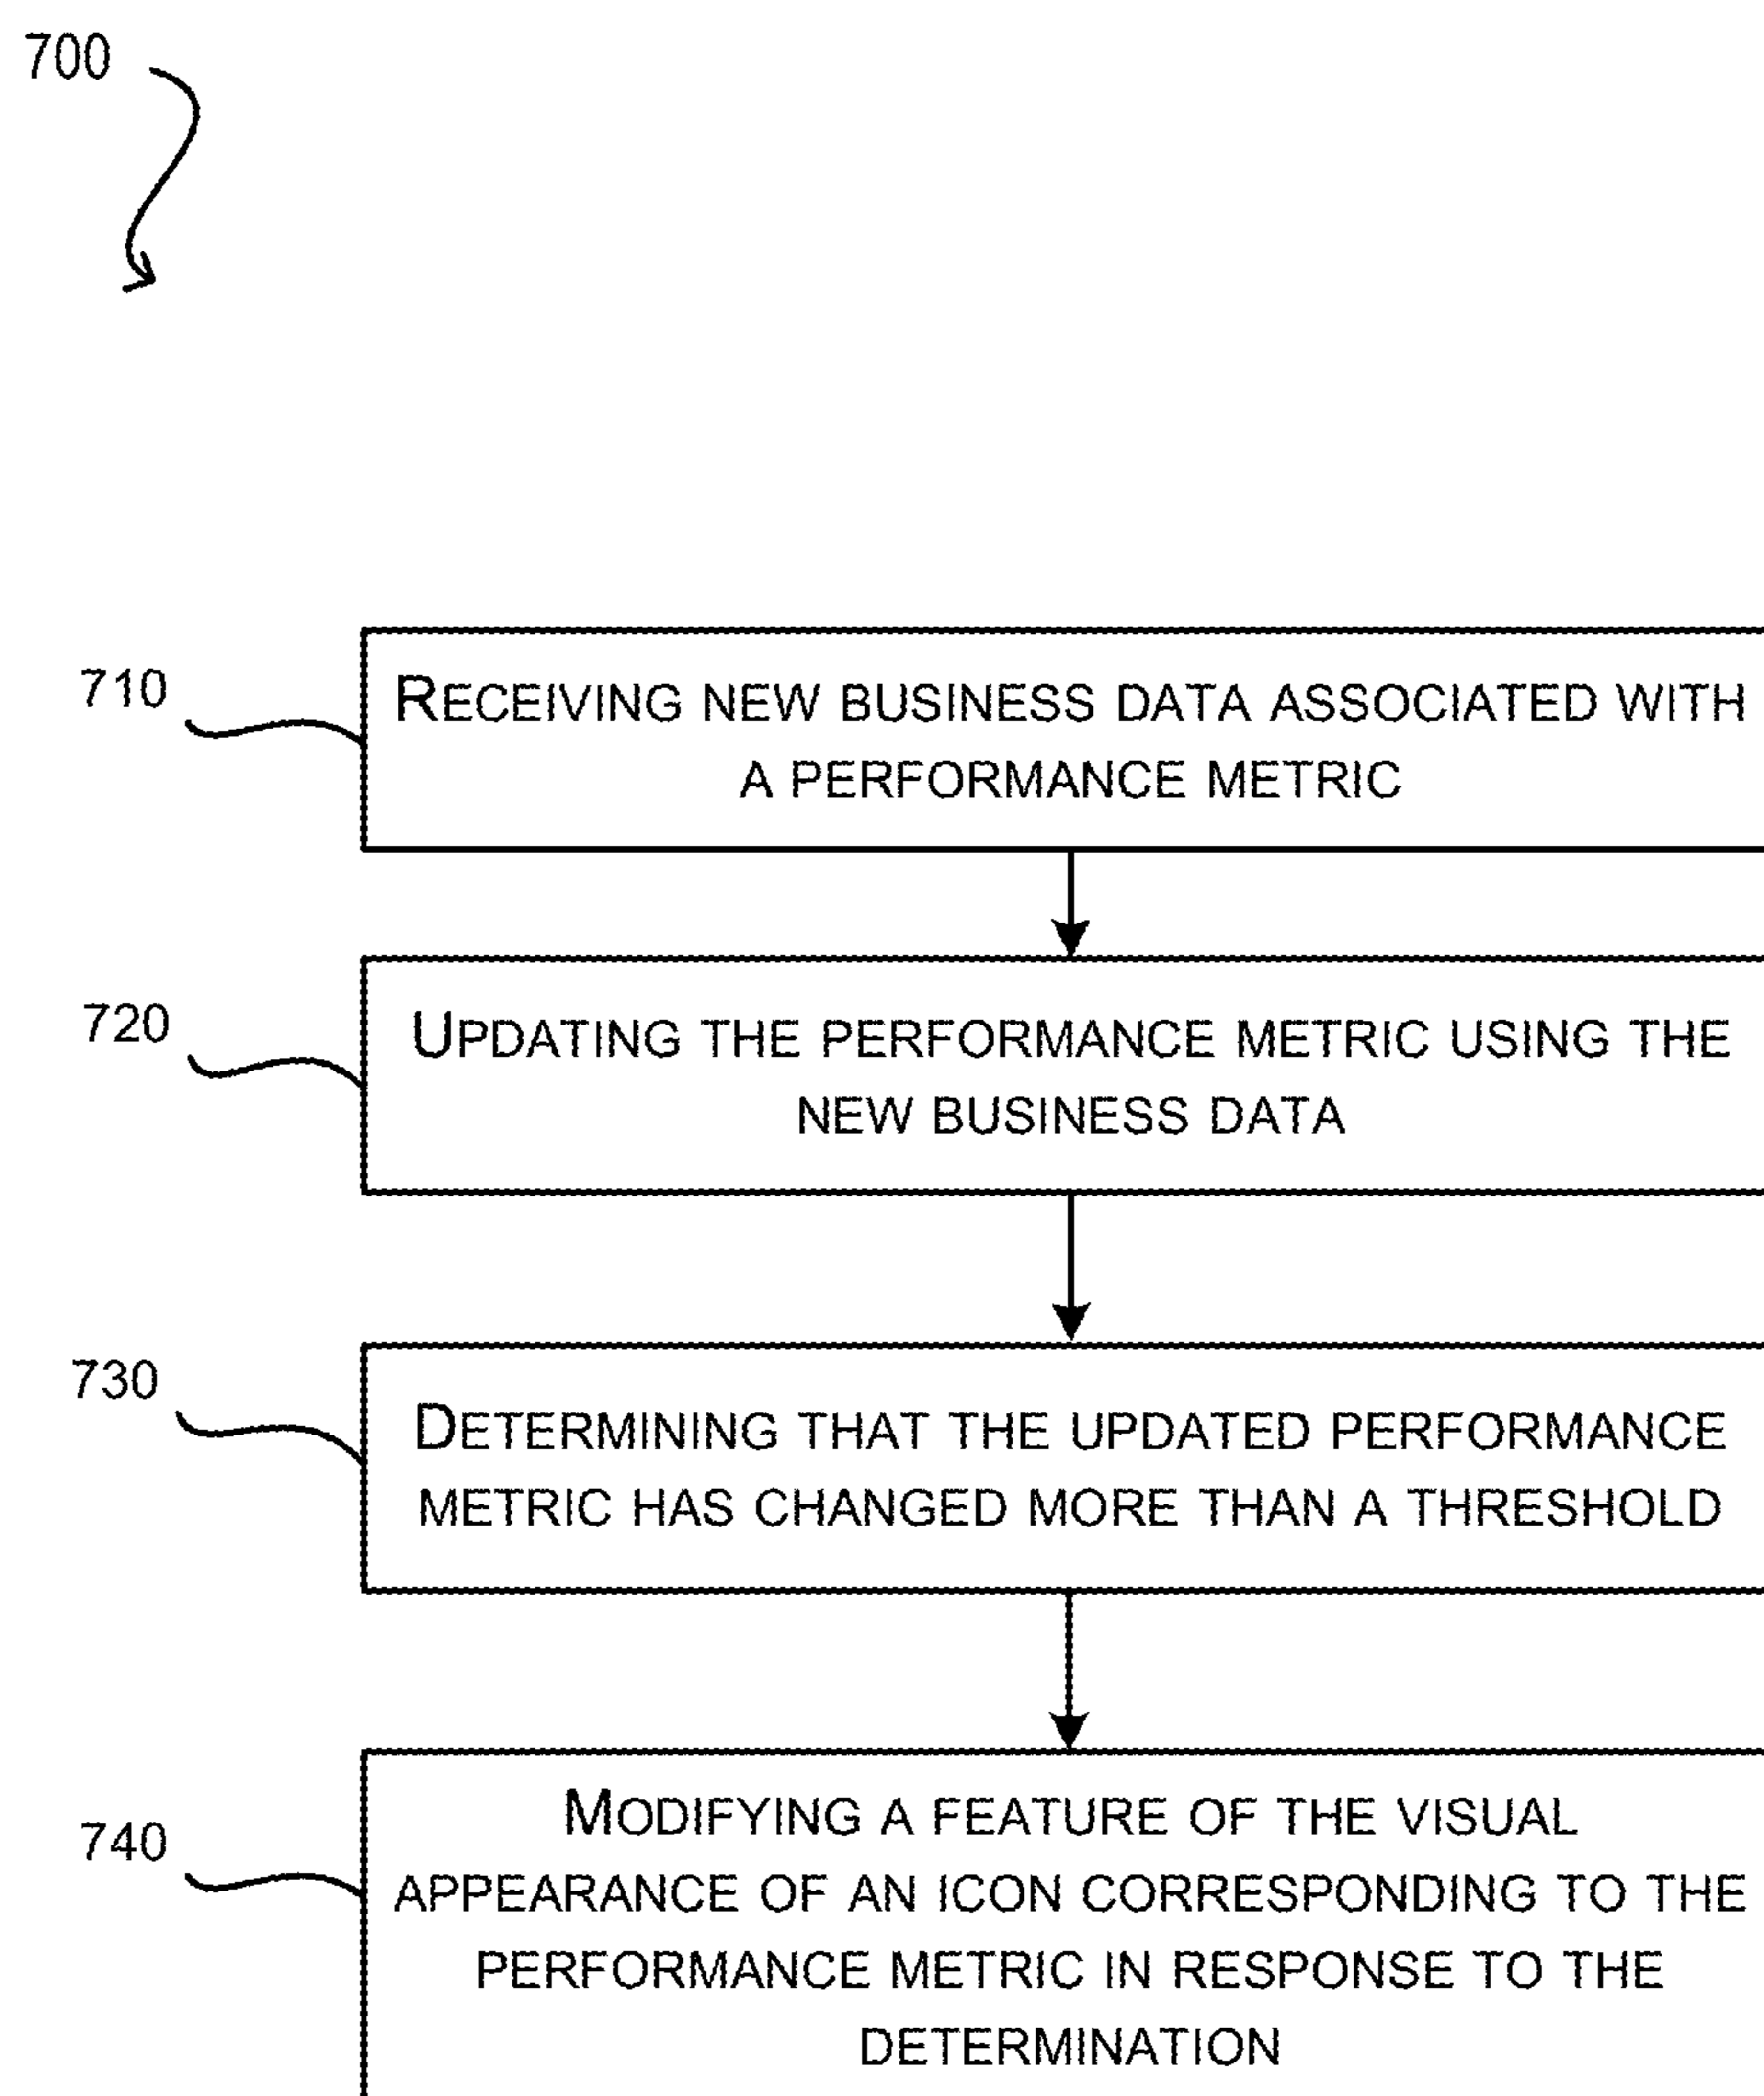 700
710
RECEIVING NEW BUSINESS DATA ASSOCIATED WITH
A PERFORMANCE METRIC
720
UPDATING THE PERFORMANCE METRIC USING THE
NEW BUSINESS DATA
730
DETERMINING THAT THE UPDATED PERFORMANCE
METRIC HAS CHANGED MORE THAN A THRESHOLD
740
MODIFYING A FEATURE OF THE VISUAL
APPEARANCE OF AN ICON CORRESPONDING TO THE
PERFORMANCE METRIC IN RESPONSE TO THE
DETERMINATION